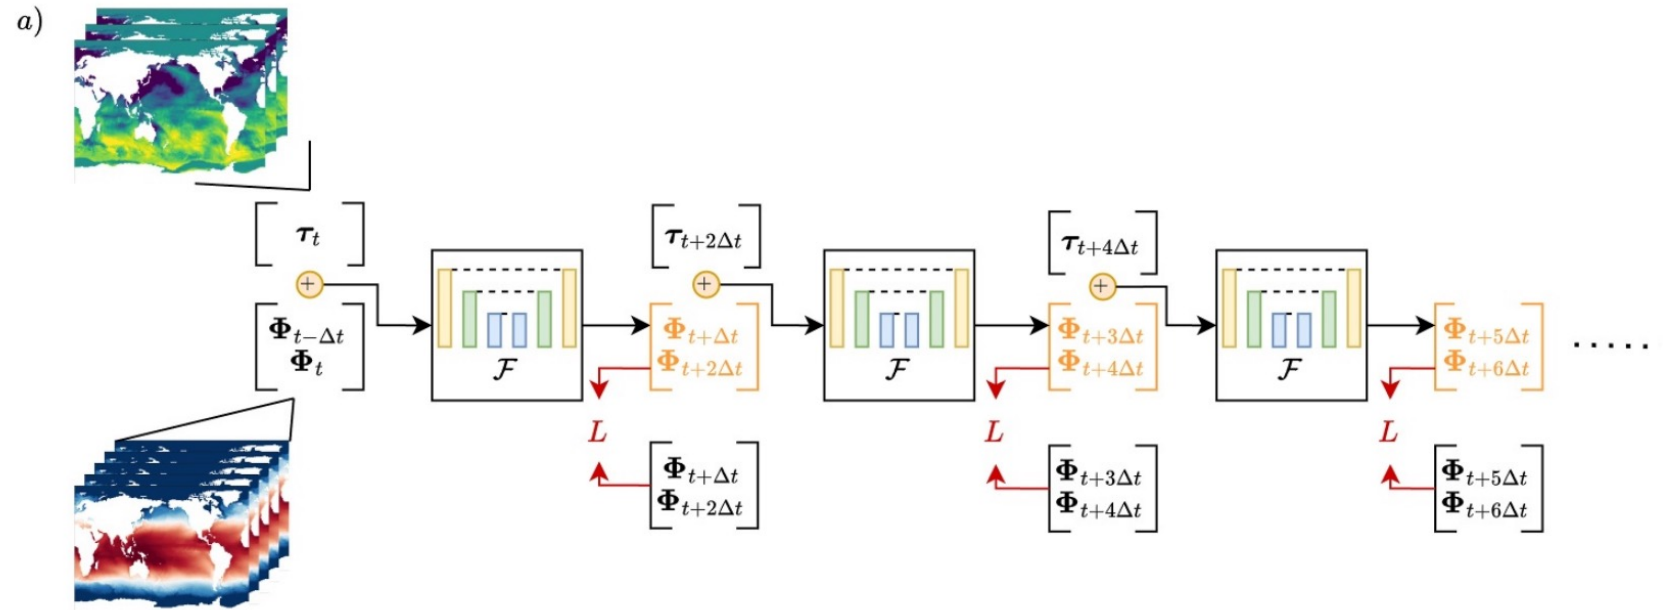 a)
τ_t
+
Φ_{t−Δt}
Φ_t
F
τ_{t+2Δt}
+
Φ_{t+Δt}
Φ_{t+2Δt}
L
Φ_{t+Δt}
Φ_{t+2Δt}
F
τ_{t+4Δt}
+
Φ_{t+3Δt}
Φ_{t+4Δt}
L
Φ_{t+3Δt}
Φ_{t+4Δt}
F
Φ_{t+5Δt}
Φ_{t+6Δt}
L
Φ_{t+5Δt}
Φ_{t+6Δt}
.....